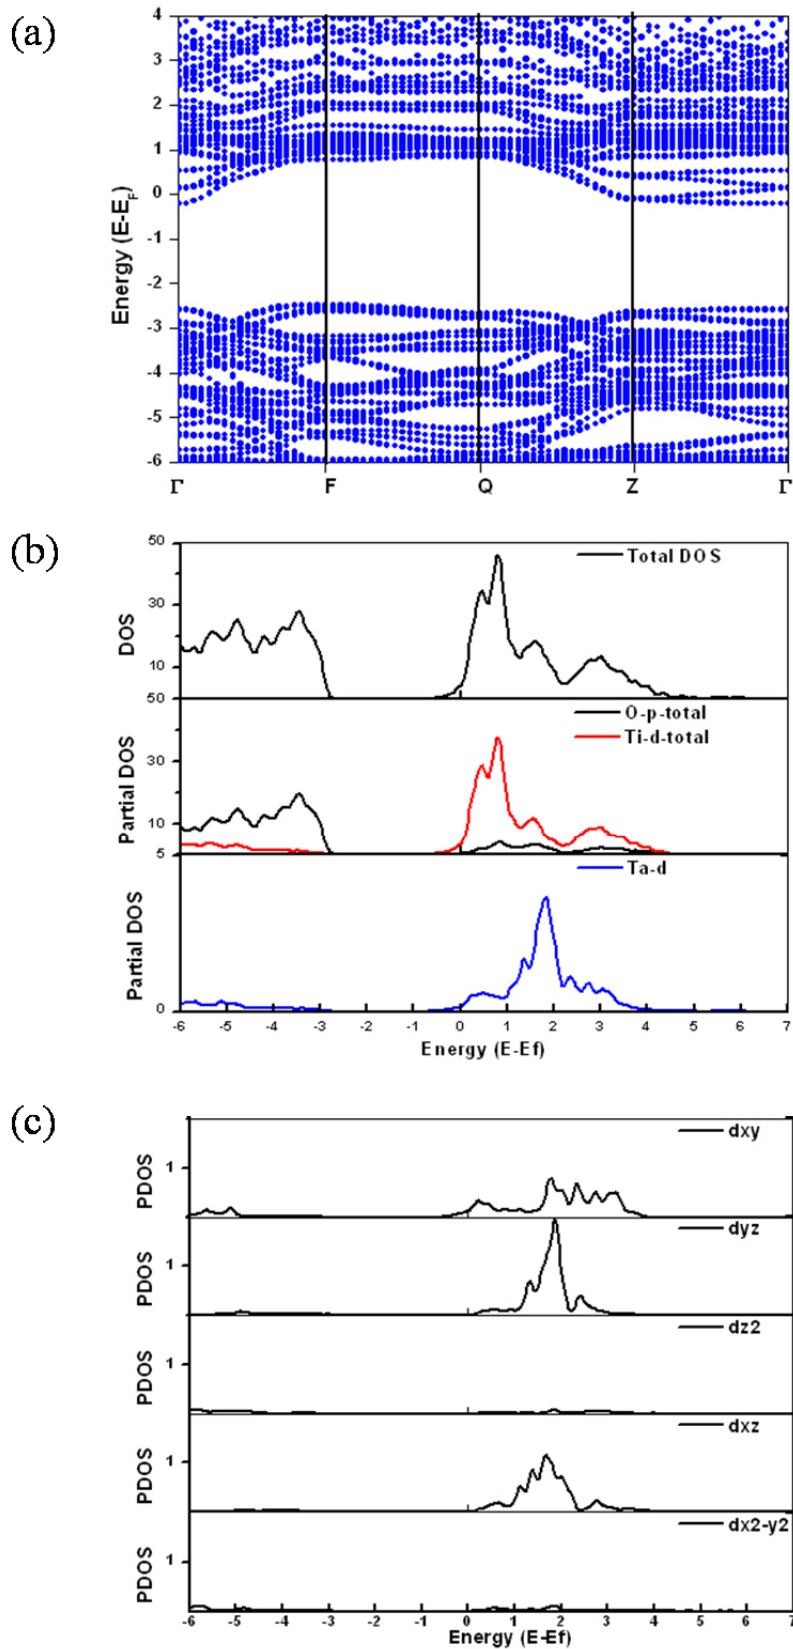 (a)
4
3
2
1
0
-1
-2
-3
-4
-5
-6
Energy (E-EF)
Γ F Q Z Γ
(b)
50
30
10
DOS
Total DOS
50
30
10
Partial DOS
O-p-total
Ti-d-total
5
0
Partial DOS
Ta-d
-6 -5 -4 -3 -2 -1 0 1 2 3 4 5 6 7
Energy (E-Ef)
(c)
PDOS
1
dxy
PDOS
1
dyz
PDOS
1
dz2
PDOS
1
dxz
PDOS
1
dx2-y2
-6 -5 -4 -3 -2 -1 0 1 2 3 4 5 6 7
Energy (E-Ef)